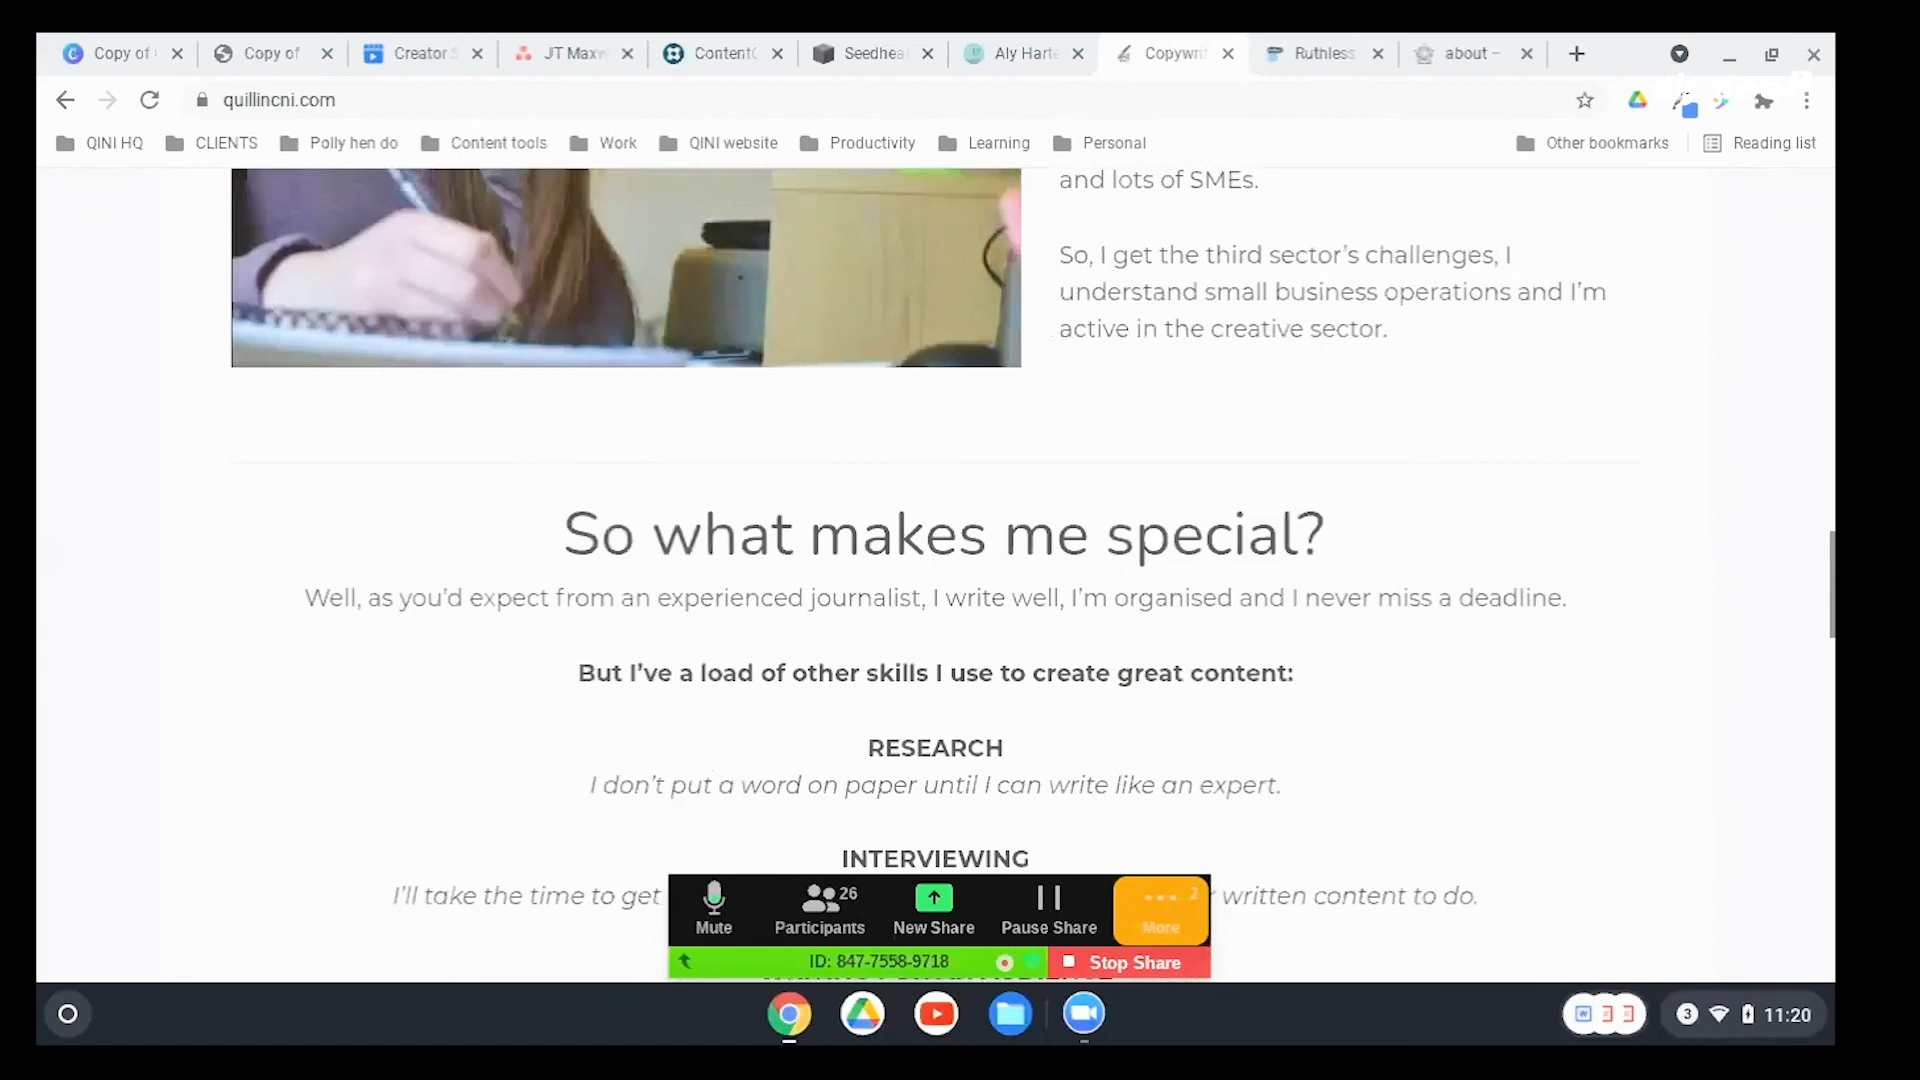 Copy of
Copy of
Creator S
JT Maxw
Content
Seedhea
Aly Harte
Copywri
Ruthless
about –
quillincni.com
QINI HQ
CLIENTS
Polly hen do
Content tools
Work
QINI website
Productivity
Learning
Personal
Other bookmarks
Reading list
and lots of SMEs.
So, I get the third sector's challenges, I
understand small business operations and I'm
active in the creative sector.
So what makes me special?
Well, as you'd expect from an experienced journalist, I write well, I'm organised and I never miss a deadline.
But I've a load of other skills I use to create great content:
RESEARCH
I don't put a word on paper until I can write like an expert.
INTERVIEWING
I'll take the time to get
written content to do.
Mute
26
Participants
New Share
Pause Share
2
More
ID: 847-7558-9718
Stop Share
3
11:20